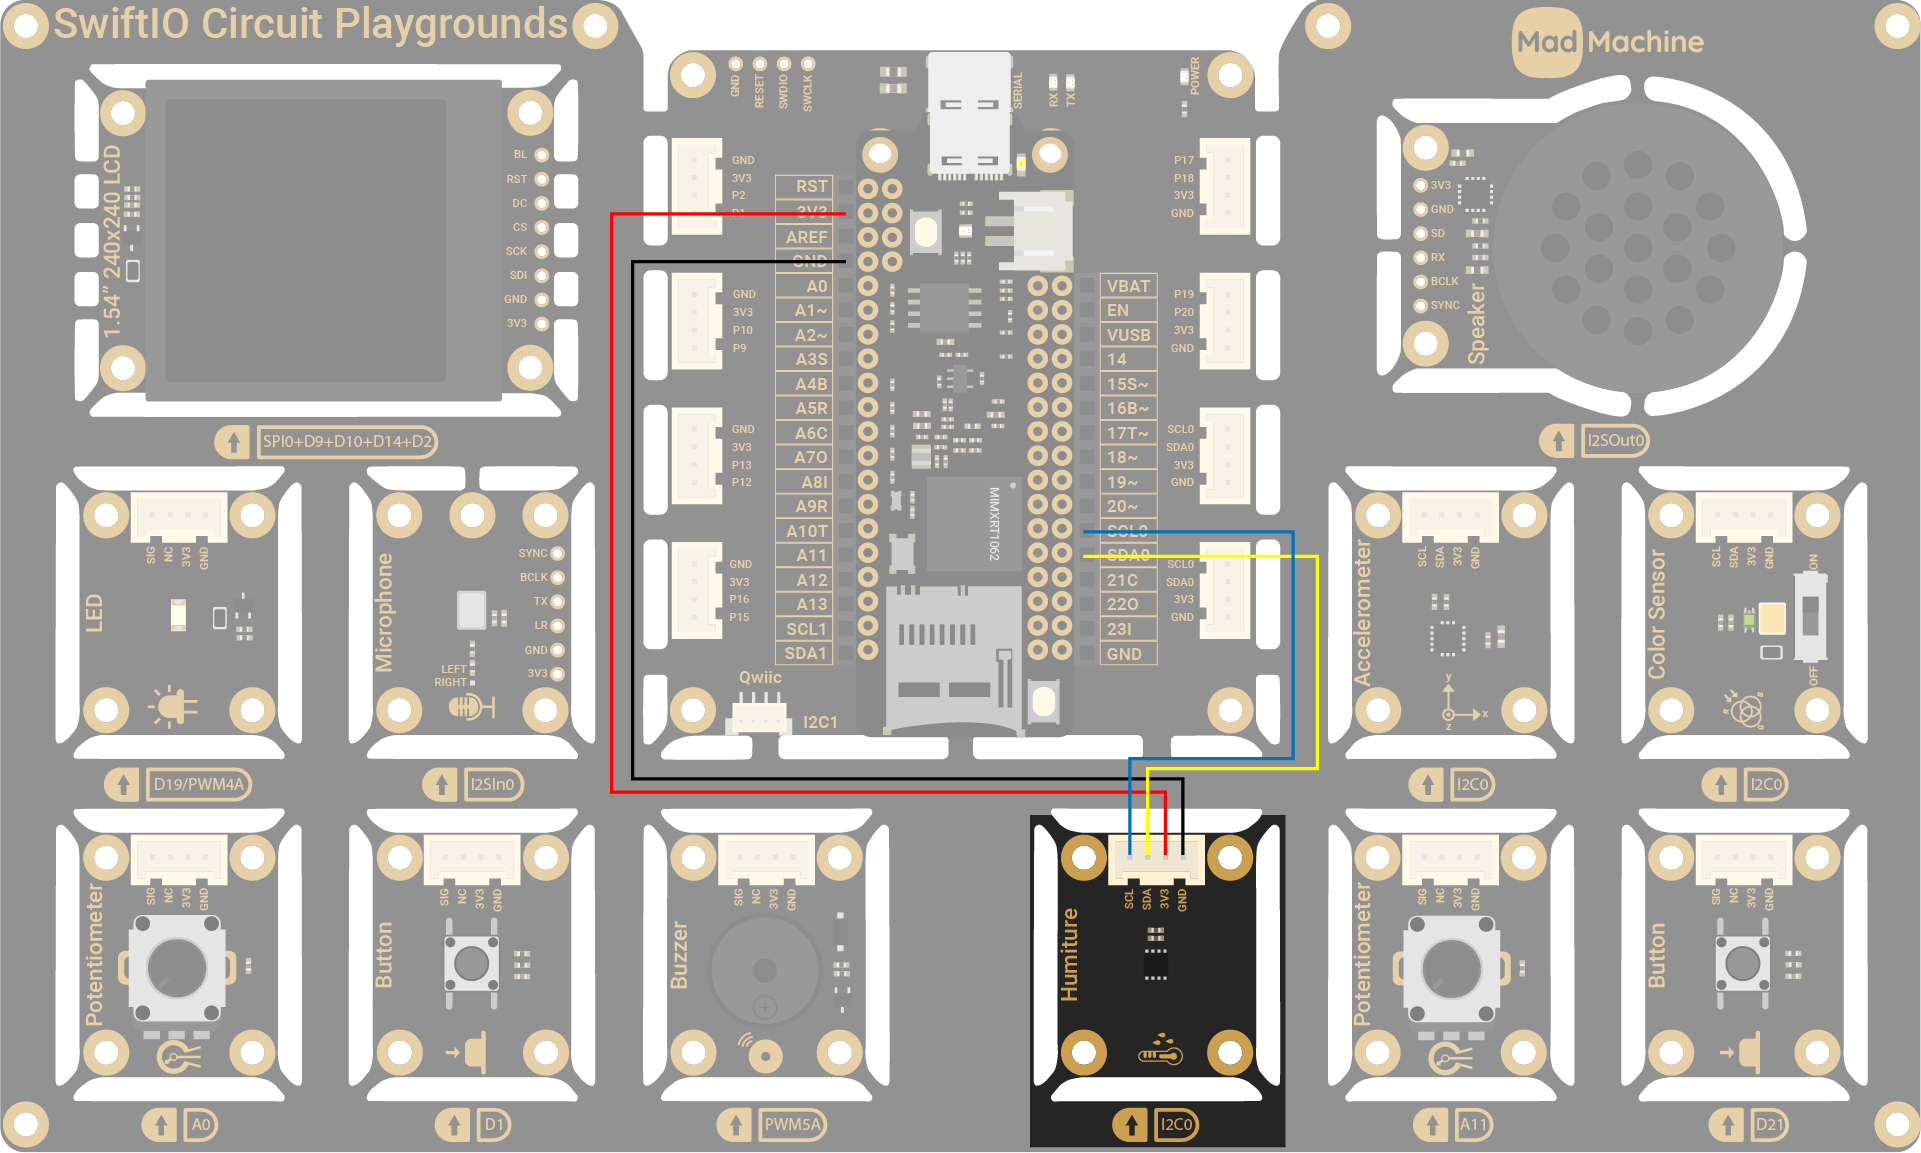 SwiftIO Circuit Playgrounds
Mad Machine
1.54” 240x240 LCD
BL
RST
DC
CS
SCK
SDI
GND
3V3
SPI0+D9+D10+D14+D2
GND
RESET
SWDIO
SWCLK
SERIAL
RX
TX
POWER
GND
3V3
P2
P1
GND
3V3
P10
P9
GND
3V3
P13
P12
GND
3V3
P16
P15
RST
3V3
AREF
GND
A0
A1~
A2~
A3S
A4B
A5R
A6C
A7O
A8I
A9R
A10T
A11
A12
A13
SCL1
SDA1
Qwiic
I2C1
MIMXRT1062
VBAT
EN
VUSB
14
15S~
16B~
17T~
18~
19~
20~
SCL0
SDA0
21C
22O
23I
GND
P17
P18
3V3
GND
P19
P20
3V3
GND
SCL0
SDA0
3V3
GND
SCL0
SDA0
3V3
GND
3V3
GND
SD
RX
BCLK
SYNC
Speaker
I2SOut0
LED
SIG
NC
3V3
GND
D19/PWM4A
Microphone
SYNC
BCLK
TX
LR
GND
3V3
LEFT
RIGHT
I2SIn0
Accelerometer
SCL
SDA
3V3
GND
y
x
z
I2C0
Color Sensor
SCL
SDA
3V3
GND
ON
OFF
R
B
G
I2C0
Potentiometer
SIG
NC
3V3
GND
A0
Button
SIG
NC
3V3
GND
D1
Buzzer
SIG
NC
3V3
GND
PWM5A
Humiture
SCL
SDA
3V3
GND
I2C0
Potentiometer
SIG
NC
3V3
GND
A11
Button
SIG
NC
3V3
GND
D21